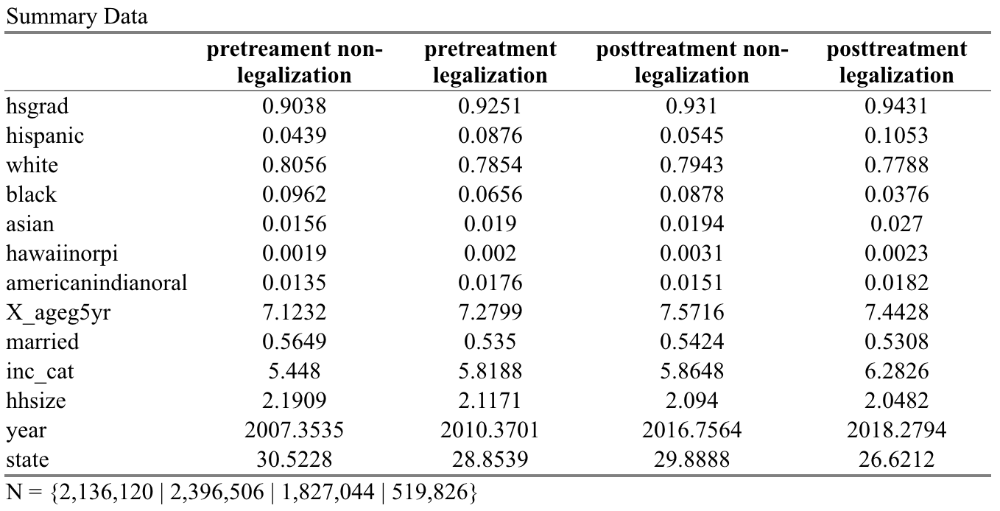 Summary Data
pretreament non- pretreatment posttreatment non- posttreatment
legalization legalization legalization legalization
hsgrad 0.9038 0.9251 0.931 0.9431
hispanic 0.0439 0.0876 0.0545 0.1053
white 0.8056 0.7854 0.7943 0.7788
black 0.0962 0.0656 0.0878 0.0376
asian 0.0156 0.019 0.0194 0.027
hawaiinorpi 0.0019 0.002 0.0031 0.0023
americanindianoral 0.0135 0.0176 0.0151 0.0182
X_ageg5yr 7.1232 7.2799 7.5716 7.4428
married 0.5649 0.535 0.5424 0.5308
inc_cat 5.448 5.8188 5.8648 6.2826
hhsize 2.1909 2.1171 2.094 2.0482
year 2007.3535 2010.3701 2016.7564 2018.2794
state 30.5228 28.8539 29.8888 26.6212
N = {2,136,120 | 2,396,506 | 1,827,044 | 519,826}